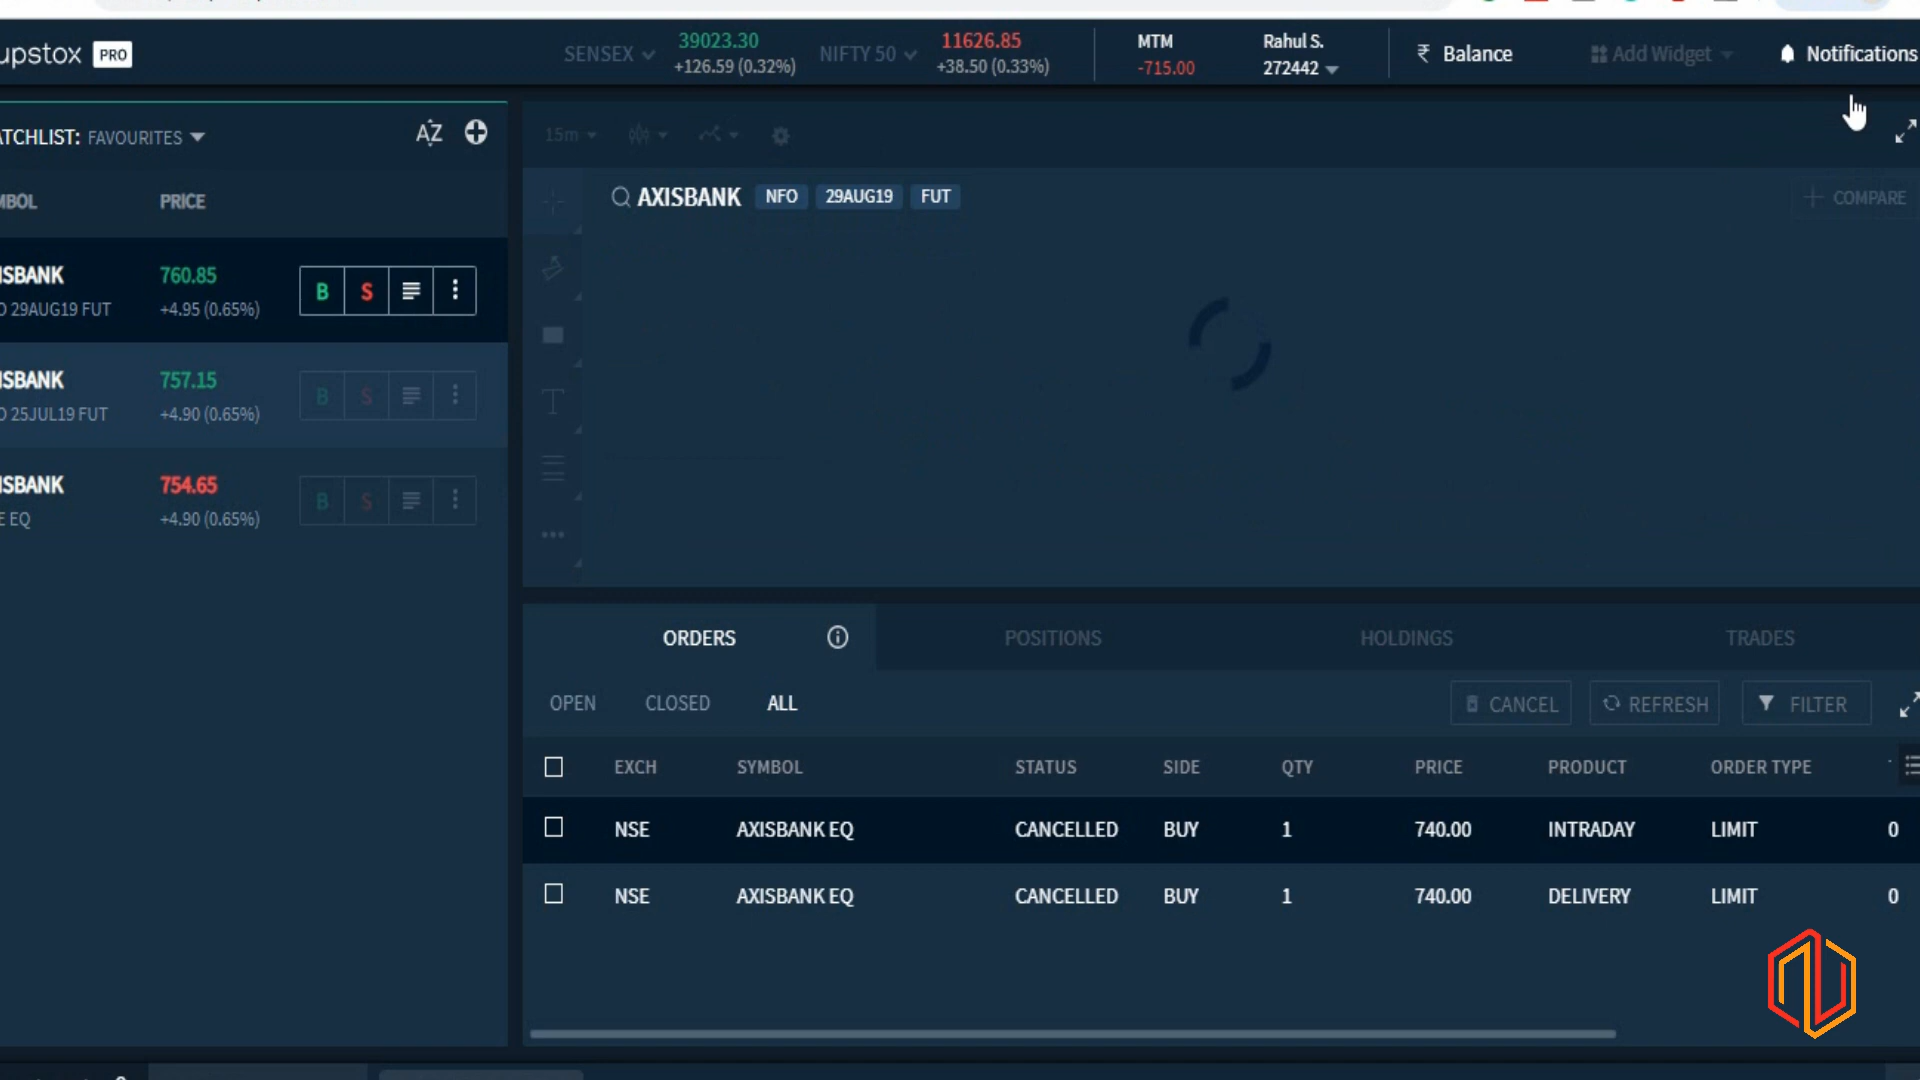 upstox PRO
SENSEX 39023.30 +126.59 (0.32%)
NIFTY 50 11626.85 +38.50 (0.33%)
MTM -715.00
Rahul S. 272442
₹ Balance
Add Widget
Notifications
TCHLIST: FAVOURITES
AZ
BOL PRICE
ISBANK 760.85 B S
29AUG19 FUT +4.95 (0.65%)
ISBANK 757.15 B S
25JUL19 FUT +4.90 (0.65%)
ISBANK 754.65 B S
E EQ +4.90 (0.65%)
15m
AXISBANK NFO 29AUG19 FUT
+ COMPARE
T
ORDERS POSITIONS HOLDINGS TRADES
OPEN CLOSED ALL CANCEL REFRESH FILTER
EXCH SYMBOL STATUS SIDE QTY PRICE PRODUCT ORDER TYPE
NSE AXISBANK EQ CANCELLED BUY 1 740.00 INTRADAY LIMIT 0
NSE AXISBANK EQ CANCELLED BUY 1 740.00 DELIVERY LIMIT 0